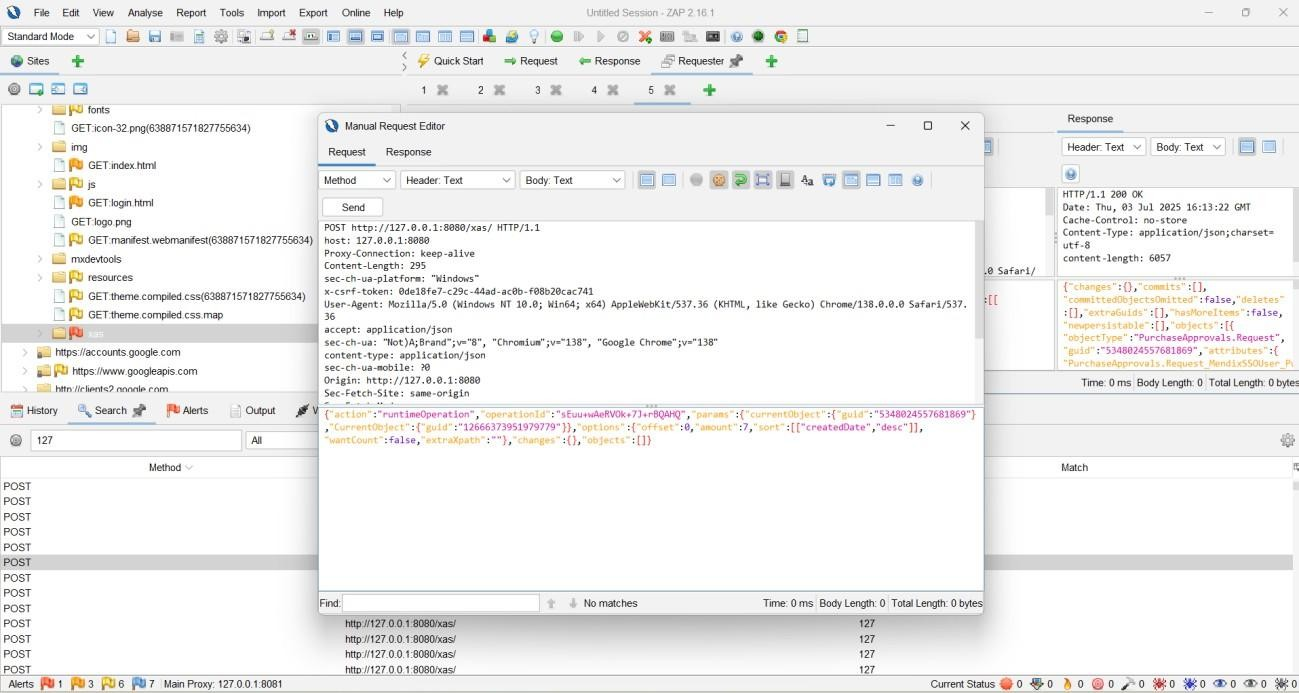 File Edit View Analyse Report Tools Import Export Online Help
Untitled Session - ZAP 2.16.1
Standard Mode
Sites
Quick Start Request Response Requester
1 2 3 4 5
fonts
GET:icon-32.png(638871571827755634)
img
GET:index.html
js
GET:login.html
GET:logo.png
GET:manifest.webmanifest(638871571827755634)
mxdevtools
resources
GET:theme.compiled.css(638871571827755634)
GET:theme.compiled.css.map
xas
https://accounts.google.com
https://www.googleapis.com
http://clients2.google.com
Manual Request Editor
Request Response
Method Header: Text Body: Text
Send
POST http://127.0.0.1:8080/xas/ HTTP/1.1
host: 127.0.0.1:8080
Proxy-Connection: keep-alive
Content-Length: 295
sec-ch-ua-platform: "Windows"
x-csrf-token: 0de18fe7-c29c-44ad-ac0b-f08b20cac741
User-Agent: Mozilla/5.0 (Windows NT 10.0; Win64; x64) AppleWebKit/537.36 (KHTML, like Gecko) Chrome/138.0.0.0 Safari/537.
36
accept: application/json
sec-ch-ua: "Not)A;Brand";v="8", "Chromium";v="138", "Google Chrome";v="138"
content-type: application/json
sec-ch-ua-mobile: ?0
Origin: http://127.0.0.1:8080
Sec-Fetch-Site: same-origin
{"action":"runtimeOperation","operationId":"sEuu+wAeRVOk+7J+rBQAHQ","params":{"currentObject":{"guid":"5348024557681869"}
,"CurrentObject":{"guid":"12666373951979779"}},"options":{"offset":0,"amount":7,"sort":[["createdDate","desc"]],
"wantCount":false,"extraXpath":""},"changes":{},"objects":[]}
Find: No matches
Time: 0 ms Body Length: 0 Total Length: 0 bytes
Response
Header: Text Body: Text
HTTP/1.1 200 OK
Date: Thu, 03 Jul 2025 16:13:22 GMT
Cache-Control: no-store
Content-Type: application/json;charset=
utf-8
content-length: 6057
.0 Safari/
:[[
{"changes":{},"commits":[],
"committedObjectsOmitted":false,"deletes"
:[],"extraGuids":[],"hasMoreItems":false,
"newpersistable":[],"objects":[{
"objectType":"PurchaseApprovals.Request",
"guid":"5348024557681869","attributes":{
"PurchaseApprovals.Request_MendixSSOUser_Pu
Time: 0 ms Body Length: 0 Total Length: 0 bytes
History Search Alerts Output
127 All
Method Match
POST
POST
POST
POST
POST
POST
POST
POST
POST
POST http://127.0.0.1:8080/xas/ 127
POST http://127.0.0.1:8080/xas/ 127
POST http://127.0.0.1:8080/xas/ 127
POST http://127.0.0.1:8080/xas/ 127
Alerts 1 3 6 7 Main Proxy: 127.0.0.1:8081
Current Status 0 0 0 0 0 0 0 0 0 0